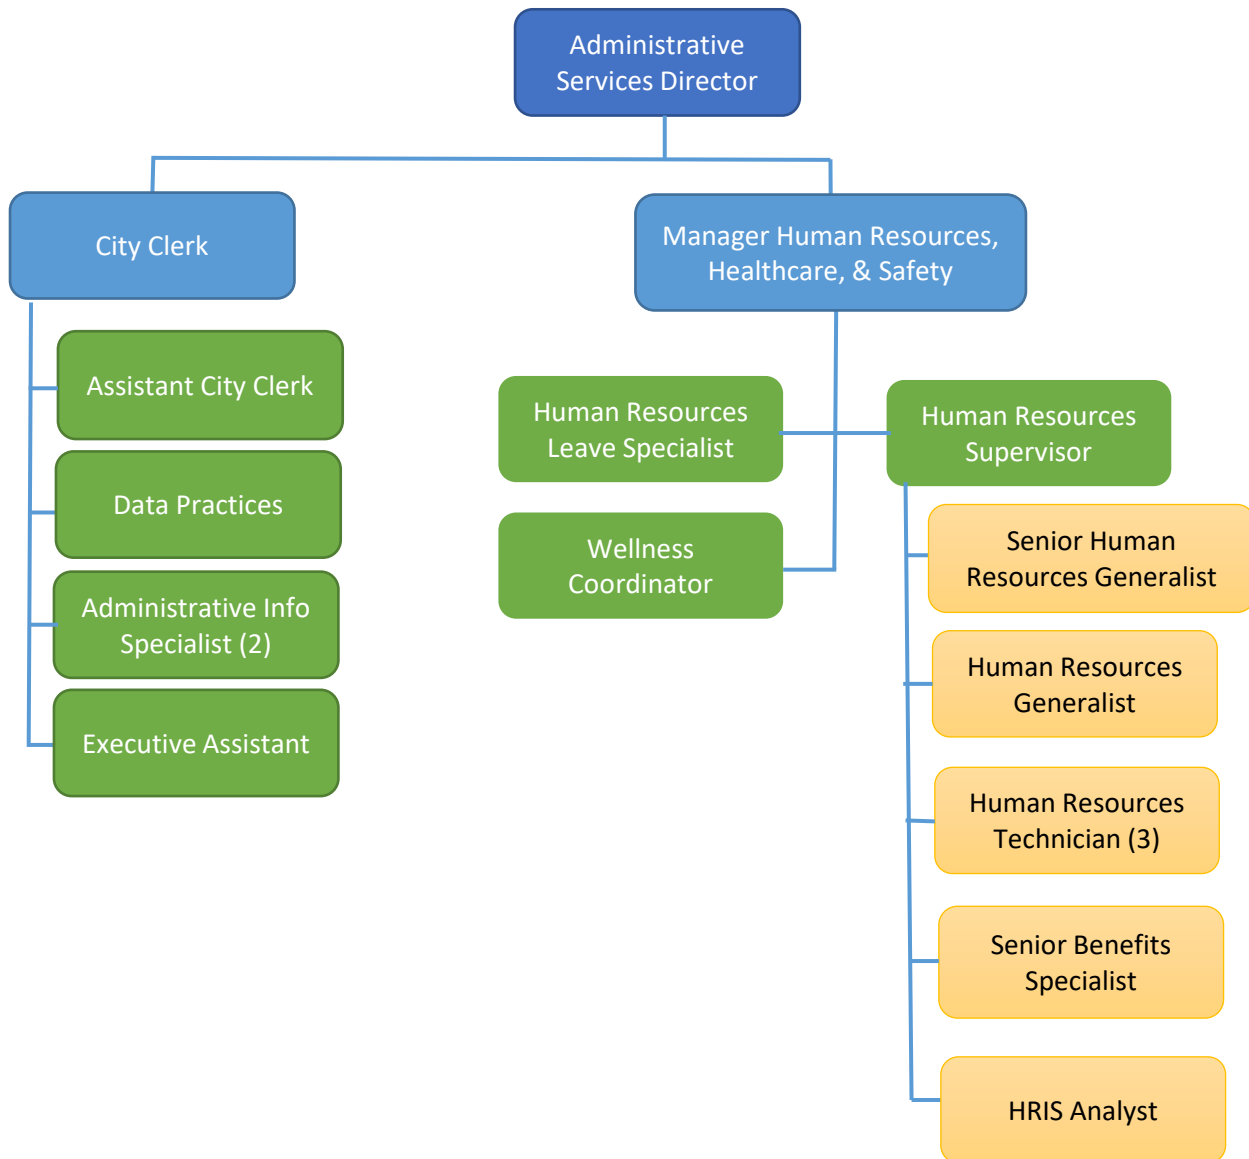 Administrative
Services Director
City Clerk
Manager Human Resources,
Healthcare, & Safety
Assistant City Clerk
Data Practices
Administrative Info
Specialist (2)
Executive Assistant
Human Resources
Leave Specialist
Wellness
Coordinator
Human Resources
Supervisor
Senior Human
Resources Generalist
Human Resources
Generalist
Human Resources
Technician (3)
Senior Benefits
Specialist
HRIS Analyst